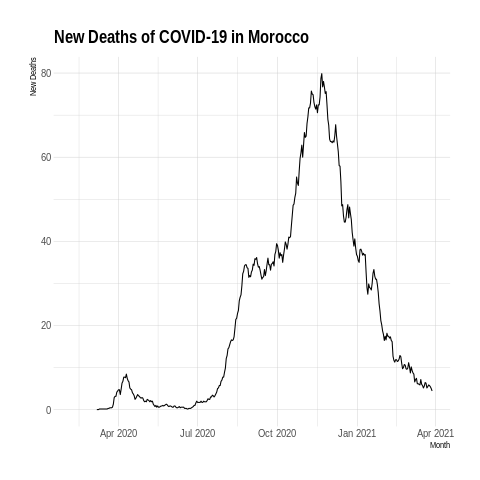 New Deaths of COVID-19 in Morocco
New Deaths
80
60
40
20
0
Apr 2020 Jul 2020 Oct 2020 Jan 2021 Apr 2021
Month